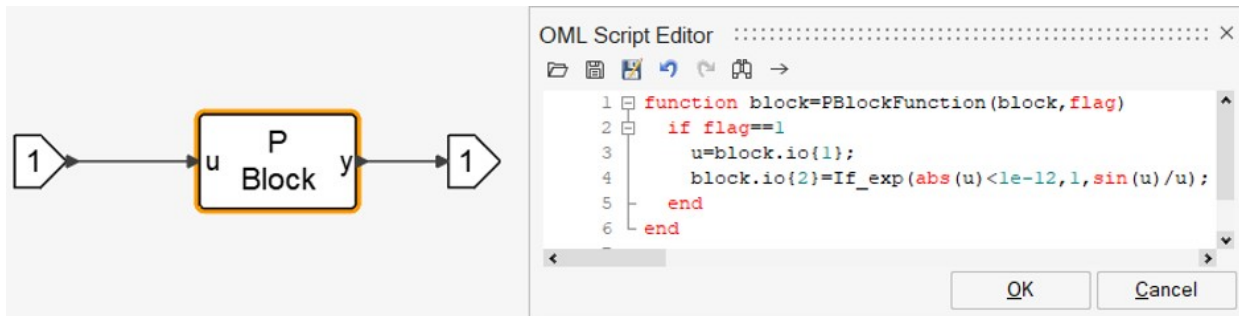 1
u
P
Block
y
1
OML Script Editor
1 function block=PBlockFunction(block,flag)
2 if flag==1
3 u=block.io{1};
4 block.io{2}=If_exp(abs(u)<1e-12,1,sin(u)/u);
5 end
6 end
OK
Cancel